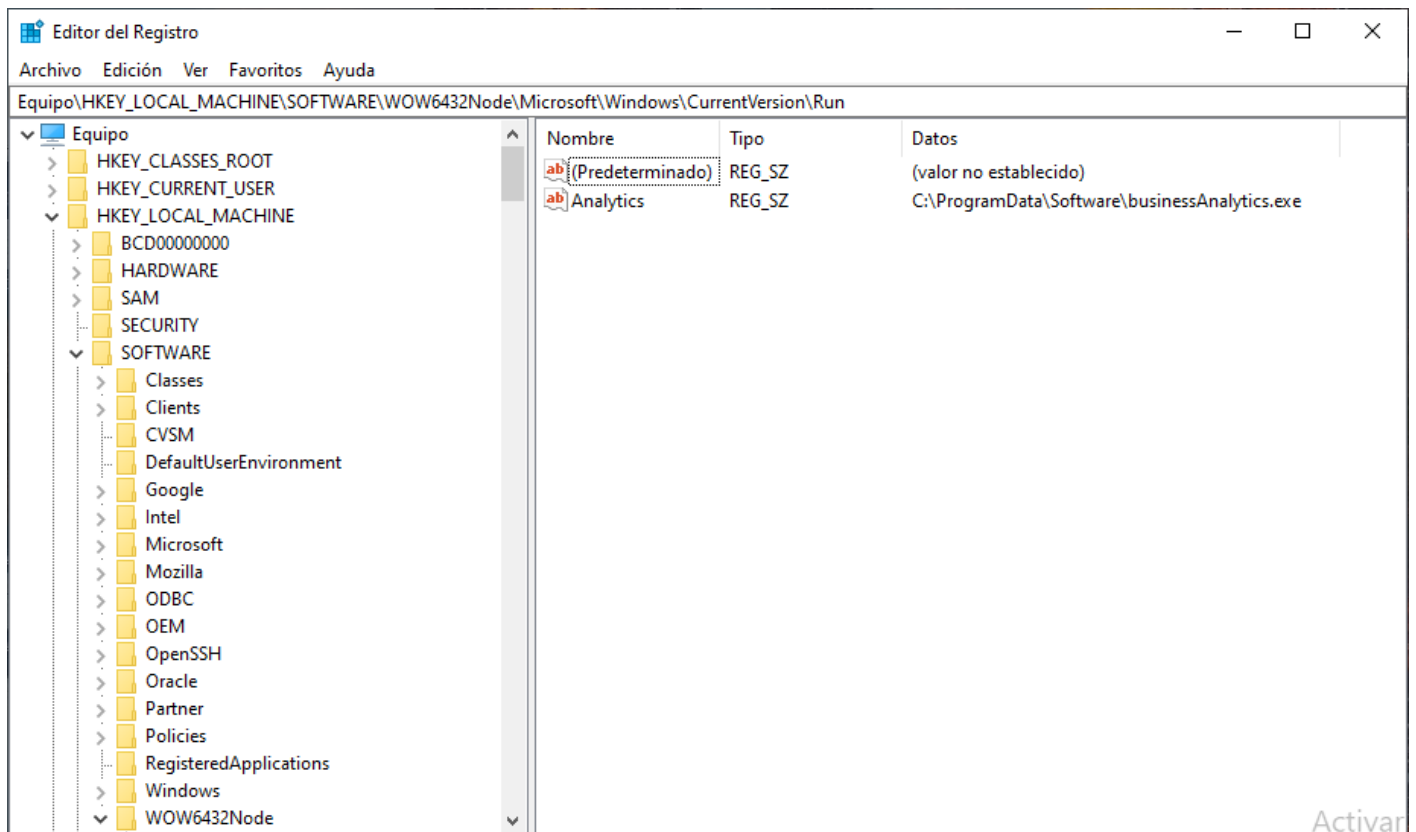 Editor del Registro
Archivo Edición Ver Favoritos Ayuda
Equipo\HKEY_LOCAL_MACHINE\SOFTWARE\WOW6432Node\Microsoft\Windows\CurrentVersion\Run
Equipo
HKEY_CLASSES_ROOT
HKEY_CURRENT_USER
HKEY_LOCAL_MACHINE
BCD00000000
HARDWARE
SAM
SECURITY
SOFTWARE
Classes
Clients
CVSM
DefaultUserEnvironment
Google
Intel
Microsoft
Mozilla
ODBC
OEM
OpenSSH
Oracle
Partner
Policies
RegisteredApplications
Windows
WOW6432Node
Nombre Tipo Datos
ab (Predeterminado) REG_SZ (valor no establecido)
ab Analytics REG_SZ C:\ProgramData\Software\businessAnalytics.exe
Activar